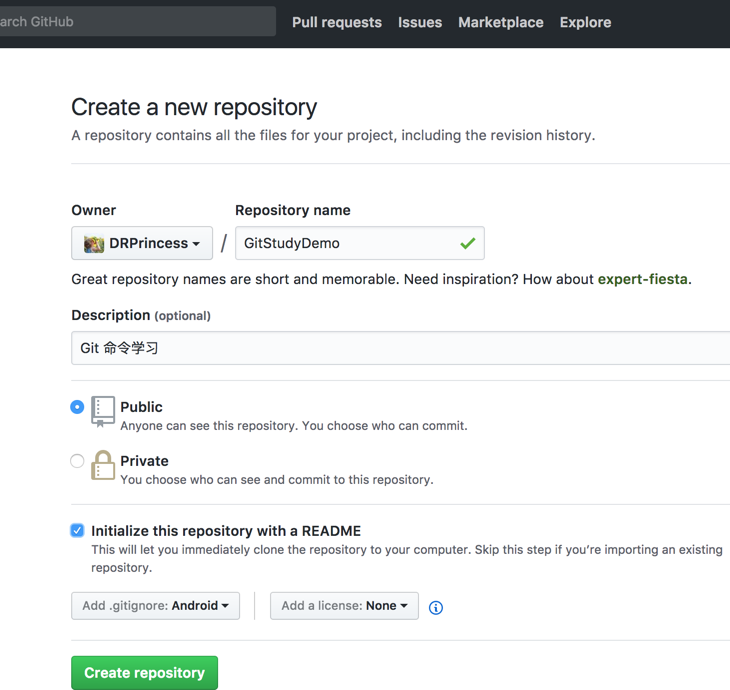 arch GitHub
Pull requests Issues Marketplace Explore
Create a new repository
A repository contains all the files for your project, including the revision history.
Owner Repository name
DRPrincess / GitStudyDemo
Great repository names are short and memorable. Need inspiration? How about expert-fiesta.
Description (optional)
Git 命令学习
Public
Anyone can see this repository. You choose who can commit.
Private
You choose who can see and commit to this repository.
Initialize this repository with a README
This will let you immediately clone the repository to your computer. Skip this step if you’re importing an existing
repository.
Add .gitignore: Android Add a license: None
Create repository